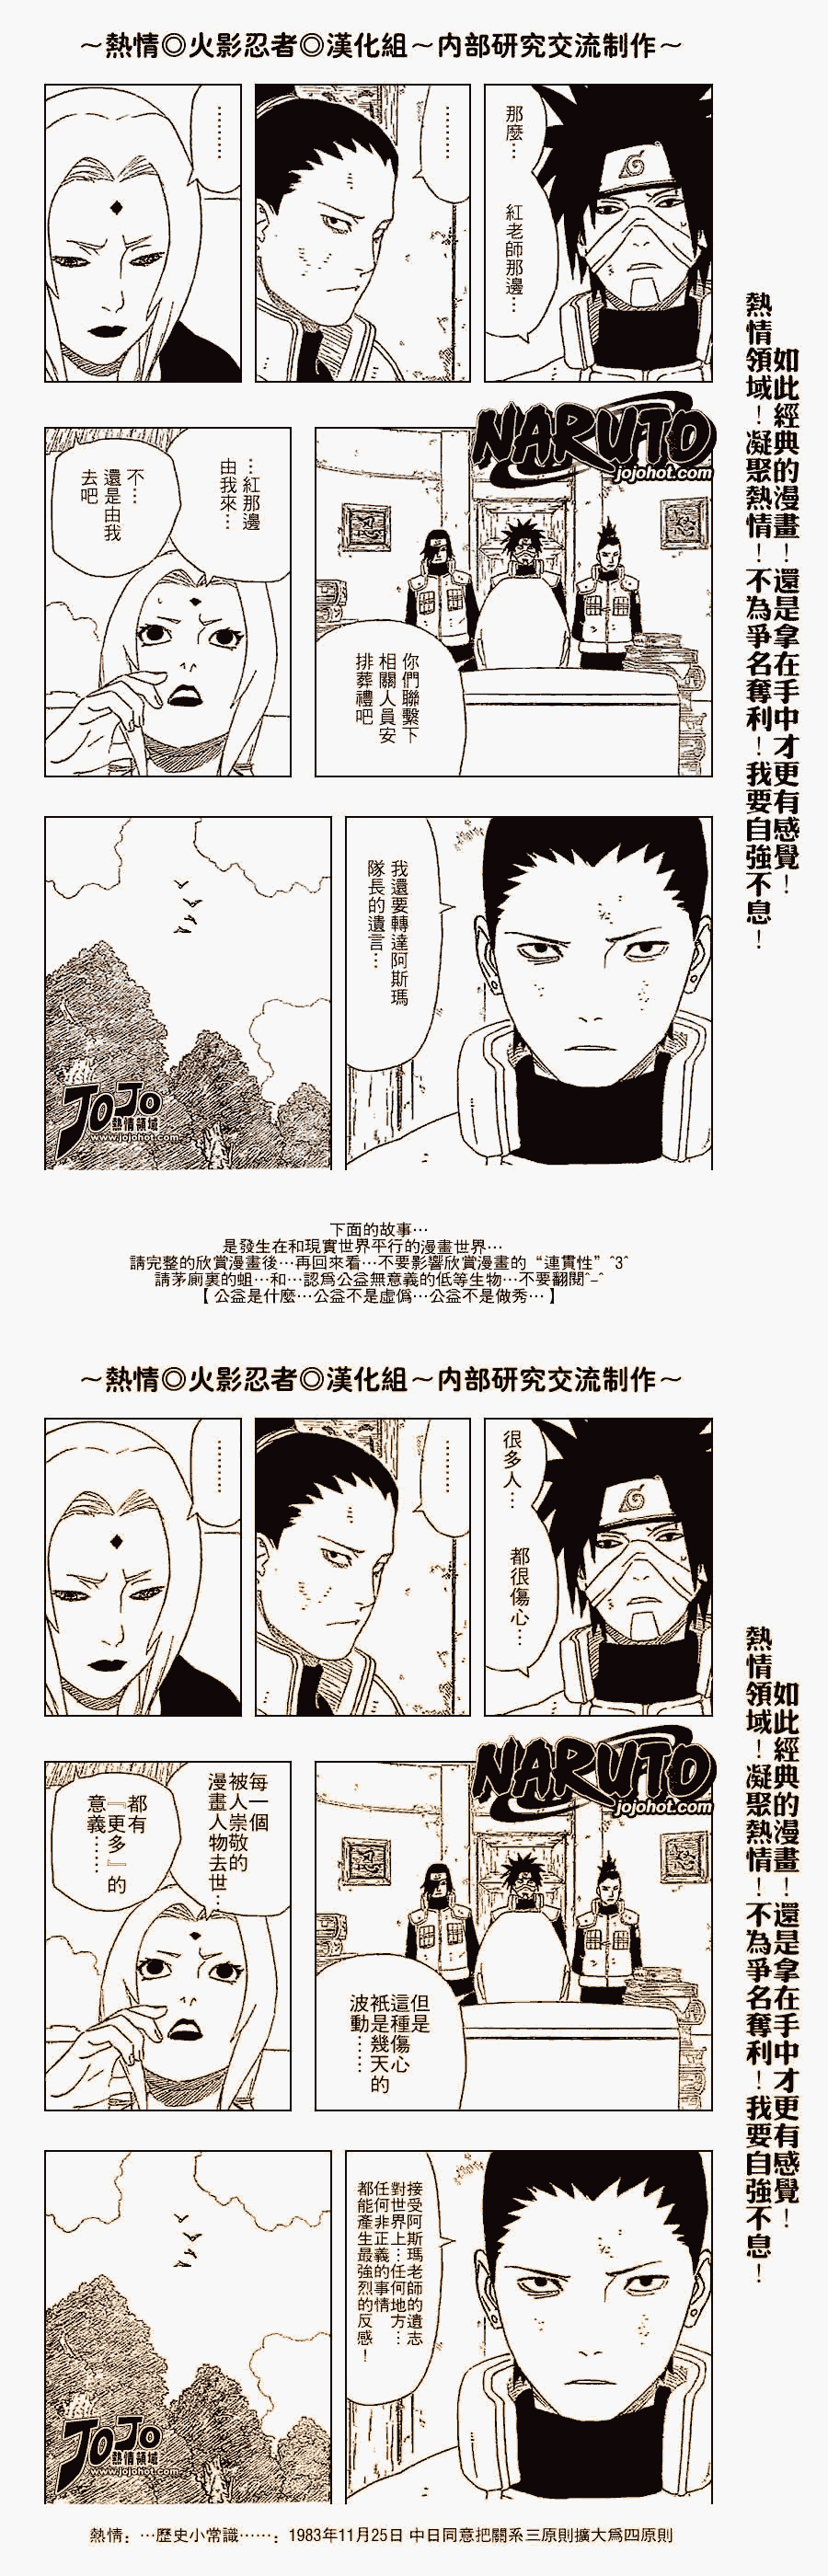 ～熱情◎火影忍者◎漢化組～内部研究交流制作～
那麼…
紅老師那邊…
………
………
NARUTO
jojohot.com
你們聯繫下
相關人員安
排葬禮吧
…紅那邊
由我來…
不…
還是由我
去吧
我還要轉達阿斯瑪
隊長的遺言…
JOJO
熱情領域
www.jojohot.com
如此經典的漫畫！還是拿在手中才更有感覺！
熱情領域！凝聚熱情！不為爭名奪利！我要自強不息！
下面的故事…
是發生在和現實世界平行的漫畫世界…
請完整的欣賞漫畫後…再回來看…不要影響欣賞漫畫的“連貫性”^3^
請茅廁裏的蛆…和…認爲公益無意義的低等生物…不要翻閱^-^
【 公益是什麼…公益不是虛僞…公益不是做秀… 】
～熱情◎火影忍者◎漢化組～内部研究交流制作～
很多人…
都很傷心…
………
………
NARUTO
jojohot.com
但是
這種傷心
衹是幾天的
波動……
每一個
被人崇敬的
漫畫人物去世…
都有
『更多』的
意義……
接受阿斯瑪老師的遺志
對世界上…任何地方…
任何非正義的事情
都能產生最強烈的反感！
JOJO
熱情領域
www.jojohot.com
如此經典的漫畫！還是拿在手中才更有感覺！
熱情領域！凝聚熱情！不為爭名奪利！我要自強不息！
熱情：…歷史小常識……：1983年11月25日 中日同意把關系三原則擴大爲四原則